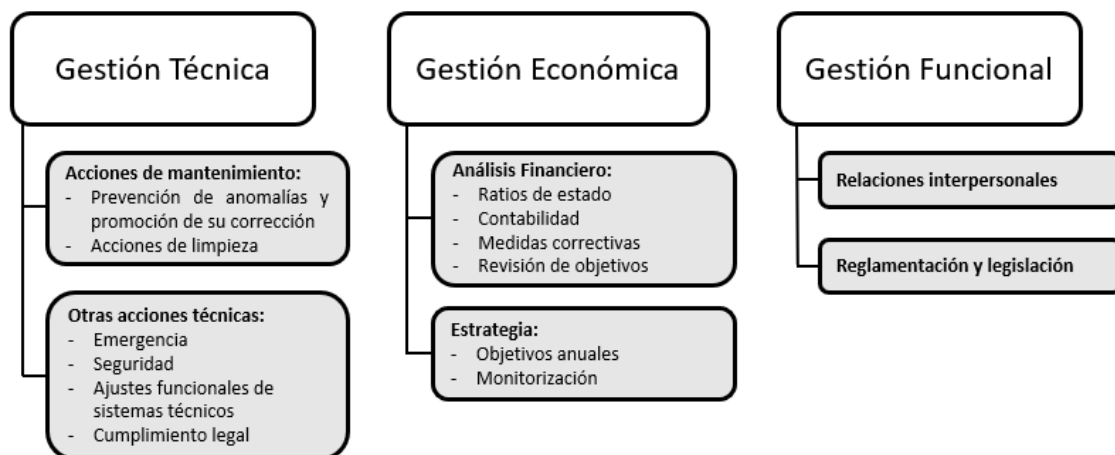 Gestión Técnica
Acciones de mantenimiento:
- Prevención de anomalías y
promoción de su corrección
- Acciones de limpieza
Otras acciones técnicas:
- Emergencia
- Seguridad
- Ajustes funcionales de
sistemas técnicos
- Cumplimiento legal
Gestión Económica
Análisis Financiero:
- Ratios de estado
- Contabilidad
- Medidas correctivas
- Revisión de objetivos
Estrategia:
- Objetivos anuales
- Monitorización
Gestión Funcional
Relaciones interpersonales
Reglamentación y legislación